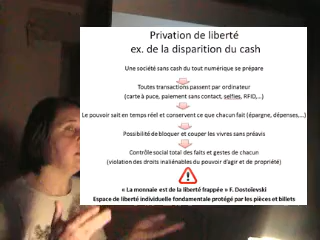 Privation de liberté
ex. de la disparition du cash
Une société sans cash du tout numérique se prépare
Toutes transactions passent par ordinateur
(carte à puce, paiement sans contact, selfies, RFID,...)
Le pouvoir sait en temps réel et conservent ce que chacun fait (épargne, dépenses,...)
Possibilité de bloquer et couper les vivres sans préavis
Contrôle social total des faits et gestes de chacun
(violation des droits inaliénables du pouvoir d'agir et de propriété)
« La monnaie est de la liberté frappée » F. Dostoïevski
Espace de liberté individuelle fondamentale protégé par les pièces et billets